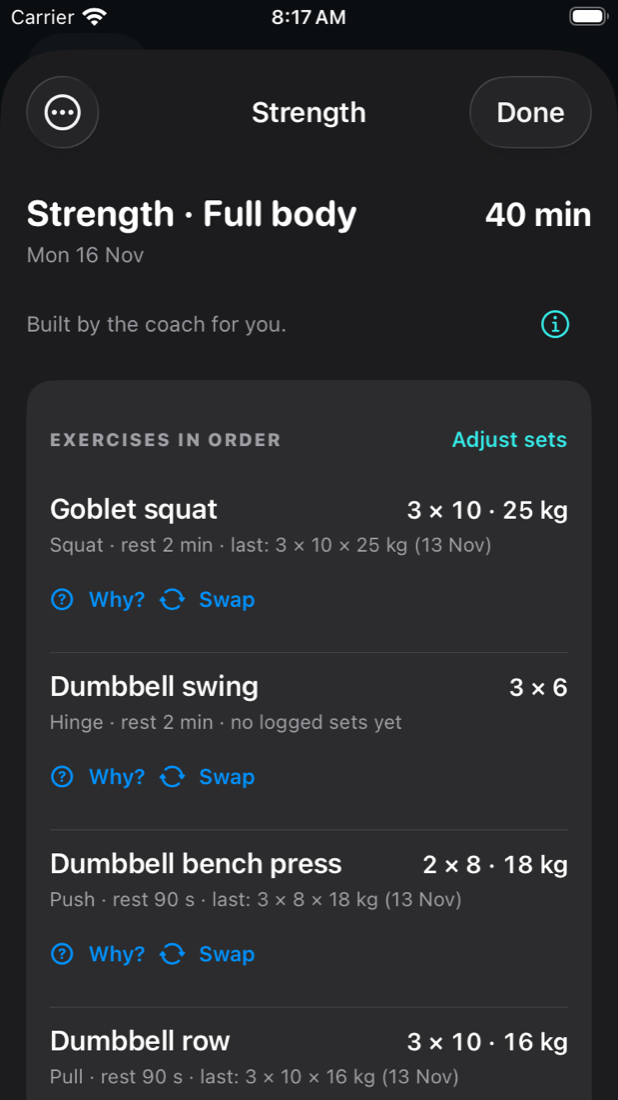 Carrier 8:17 AM
Strength Done
Strength · Full body 40 min
Mon 16 Nov
Built by the coach for you.
EXERCISES IN ORDER Adjust sets
Goblet squat 3 × 10 · 25 kg
Squat · rest 2 min · last: 3 × 10 × 25 kg (13 Nov)
Why? Swap
Dumbbell swing 3 × 6
Hinge · rest 2 min · no logged sets yet
Why? Swap
Dumbbell bench press 2 × 8 · 18 kg
Push · rest 90 s · last: 3 × 8 × 18 kg (13 Nov)
Why? Swap
Dumbbell row 3 × 10 · 16 kg
Pull · rest 90 s · last: 3 × 10 × 16 kg (13 Nov)